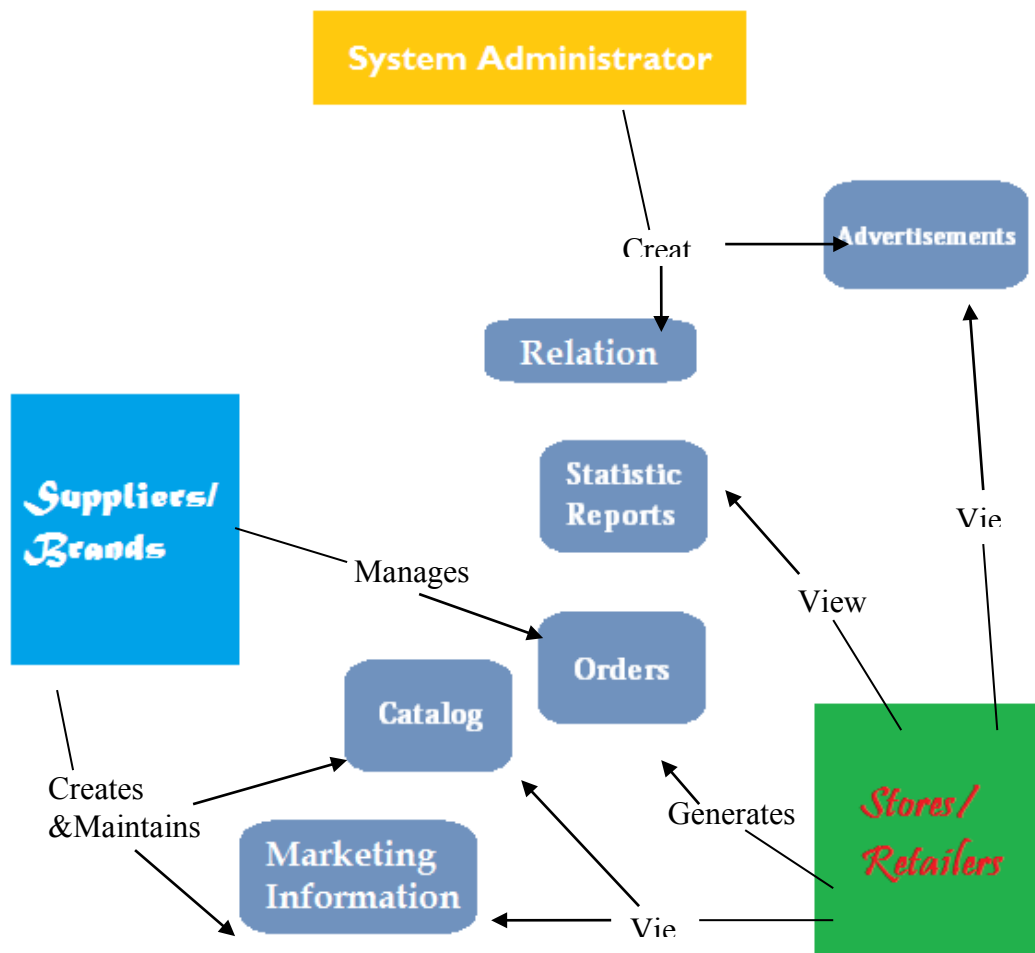 System Administrator
Advertisements
Creat
Relation
Statistic
Reports
Suppliers/
Brands
Vie
Manages
View
Orders
Catalog
Creates
&Maintains
Generates
Stores/
Retailers
Marketing
Information
Vie